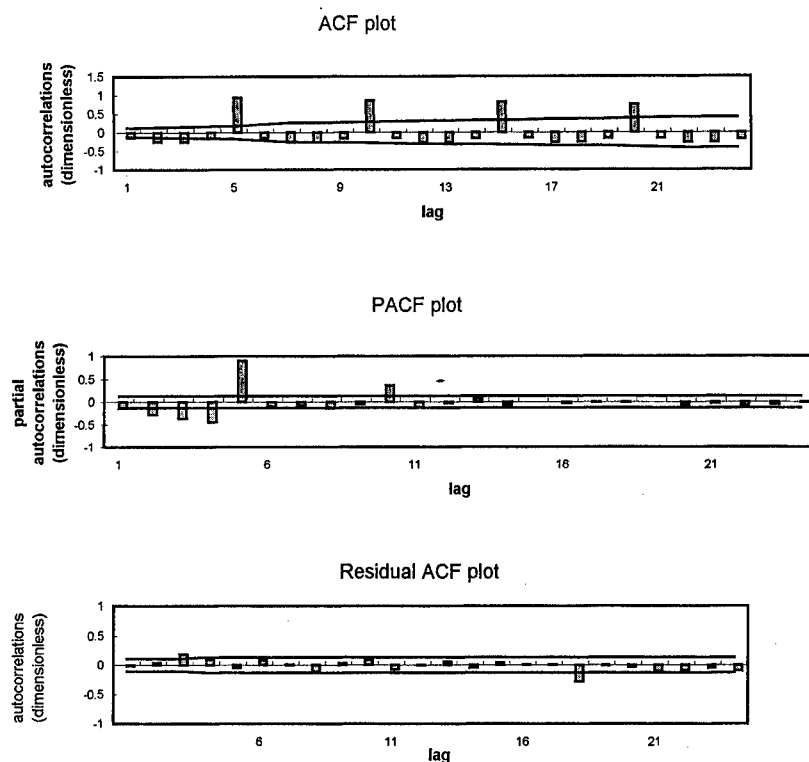 ACF plot
autocorrelations
(dimensionless)
1.5
1
0.5
0
-0.5
-1
1 5 9 13 17 21
lag
PACF plot
partial
autocorrelations
(dimensionless)
1
0.5
0
-0.5
-1
1 6 11 16 21
lag
Residual ACF plot
autocorrelations
(dimensionless)
1
0.5
0
-0.5
-1
6 11 16 21
lag